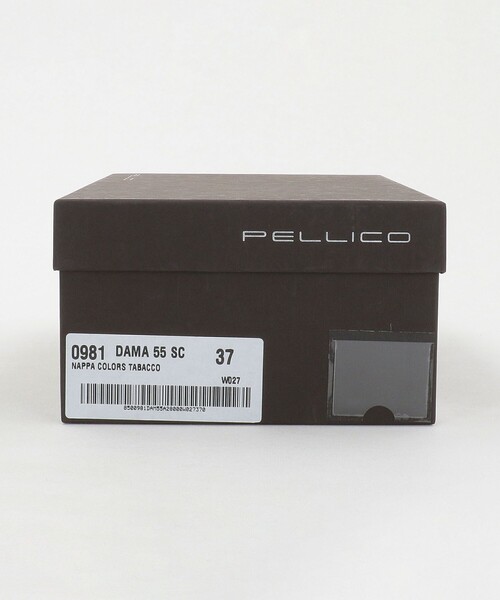 PELLICO
0981 DAMA 55 SC 37
NAPPA COLORS TABACCO
W027